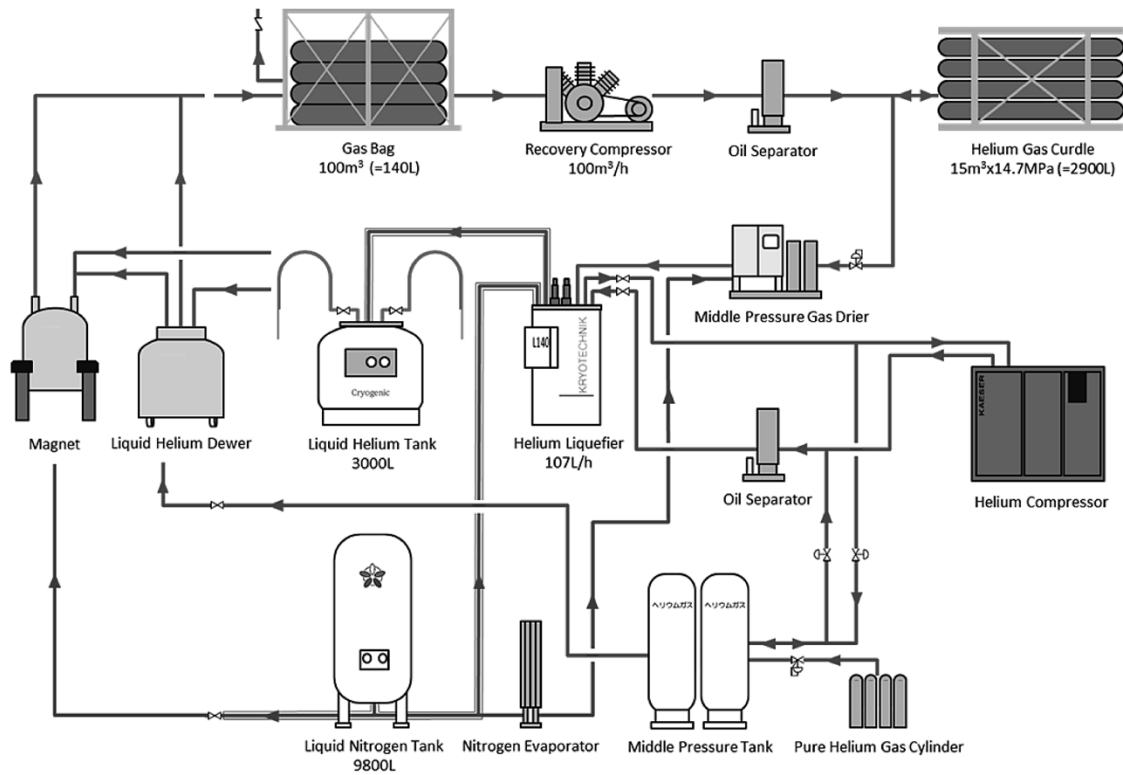 Gas Bag
100m³ (=140L)
Recovery Compressor
100m³/h
Oil Separator
Helium Gas Curdle
15m³x14.7MPa (=2900L)
Middle Pressure Gas Drier
L140
KRYOTECHNIK
Cryogenic
KAESER
Magnet
Liquid Helium Dewer
Liquid Helium Tank
3000L
Helium Liquefier
107L/h
Oil Separator
Helium Compressor
ヘリウムガス
ヘリウムガス
Liquid Nitrogen Tank
9800L
Nitrogen Evaporator
Middle Pressure Tank
Pure Helium Gas Cylinder